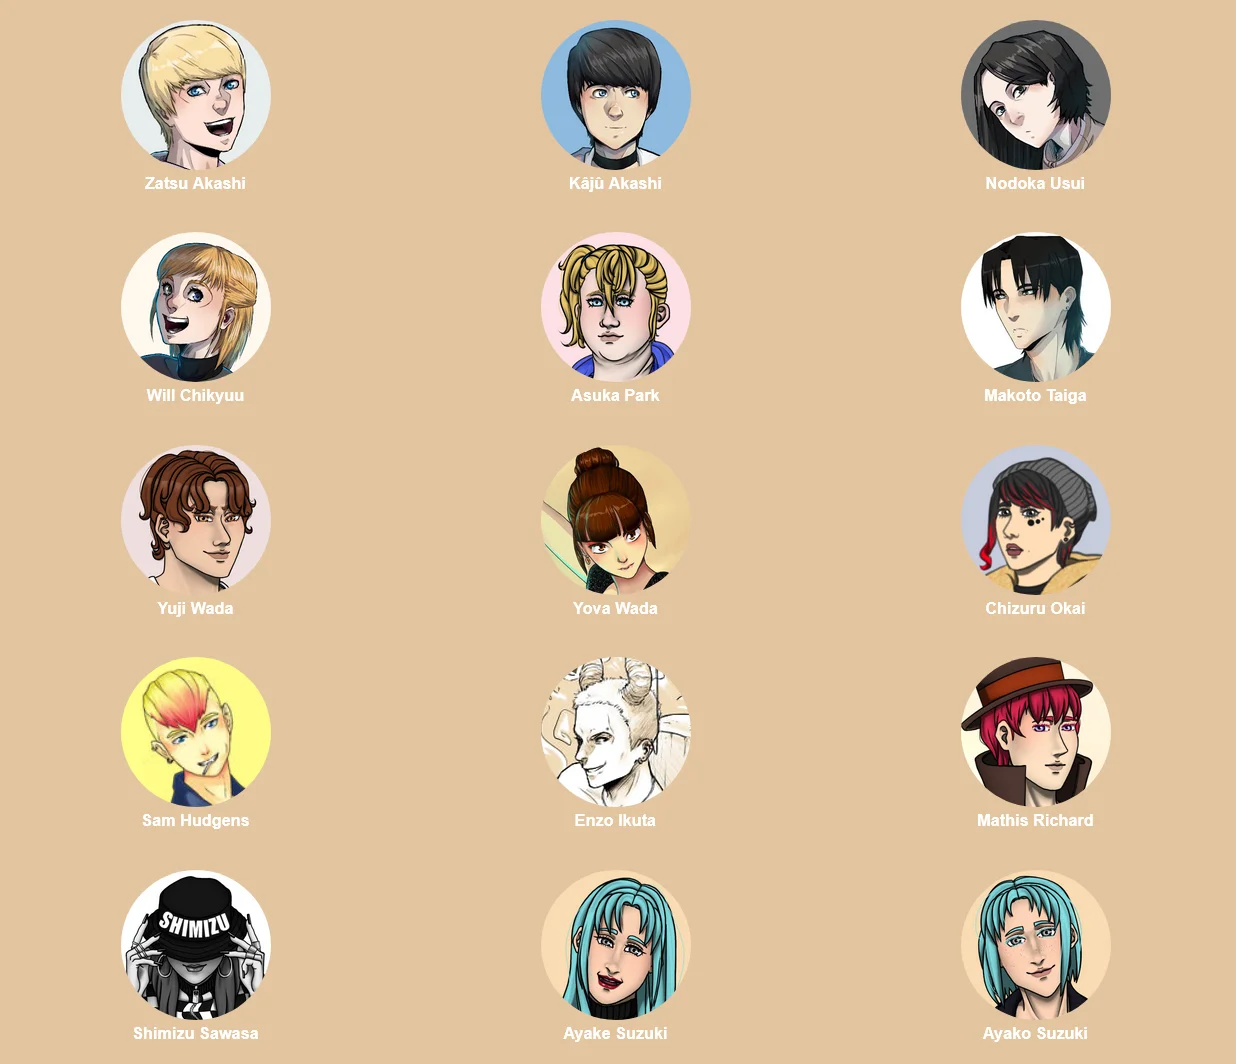 Zatsu Akashi
Kâjû Akashi
Nodoka Usui
Will Chikyuu
Asuka Park
Makoto Taiga
Yuji Wada
Yova Wada
Chizuru Okai
Sam Hudgens
Enzo Ikuta
Mathis Richard
SHIMIZU
Shimizu Sawasa
Ayake Suzuki
Ayako Suzuki